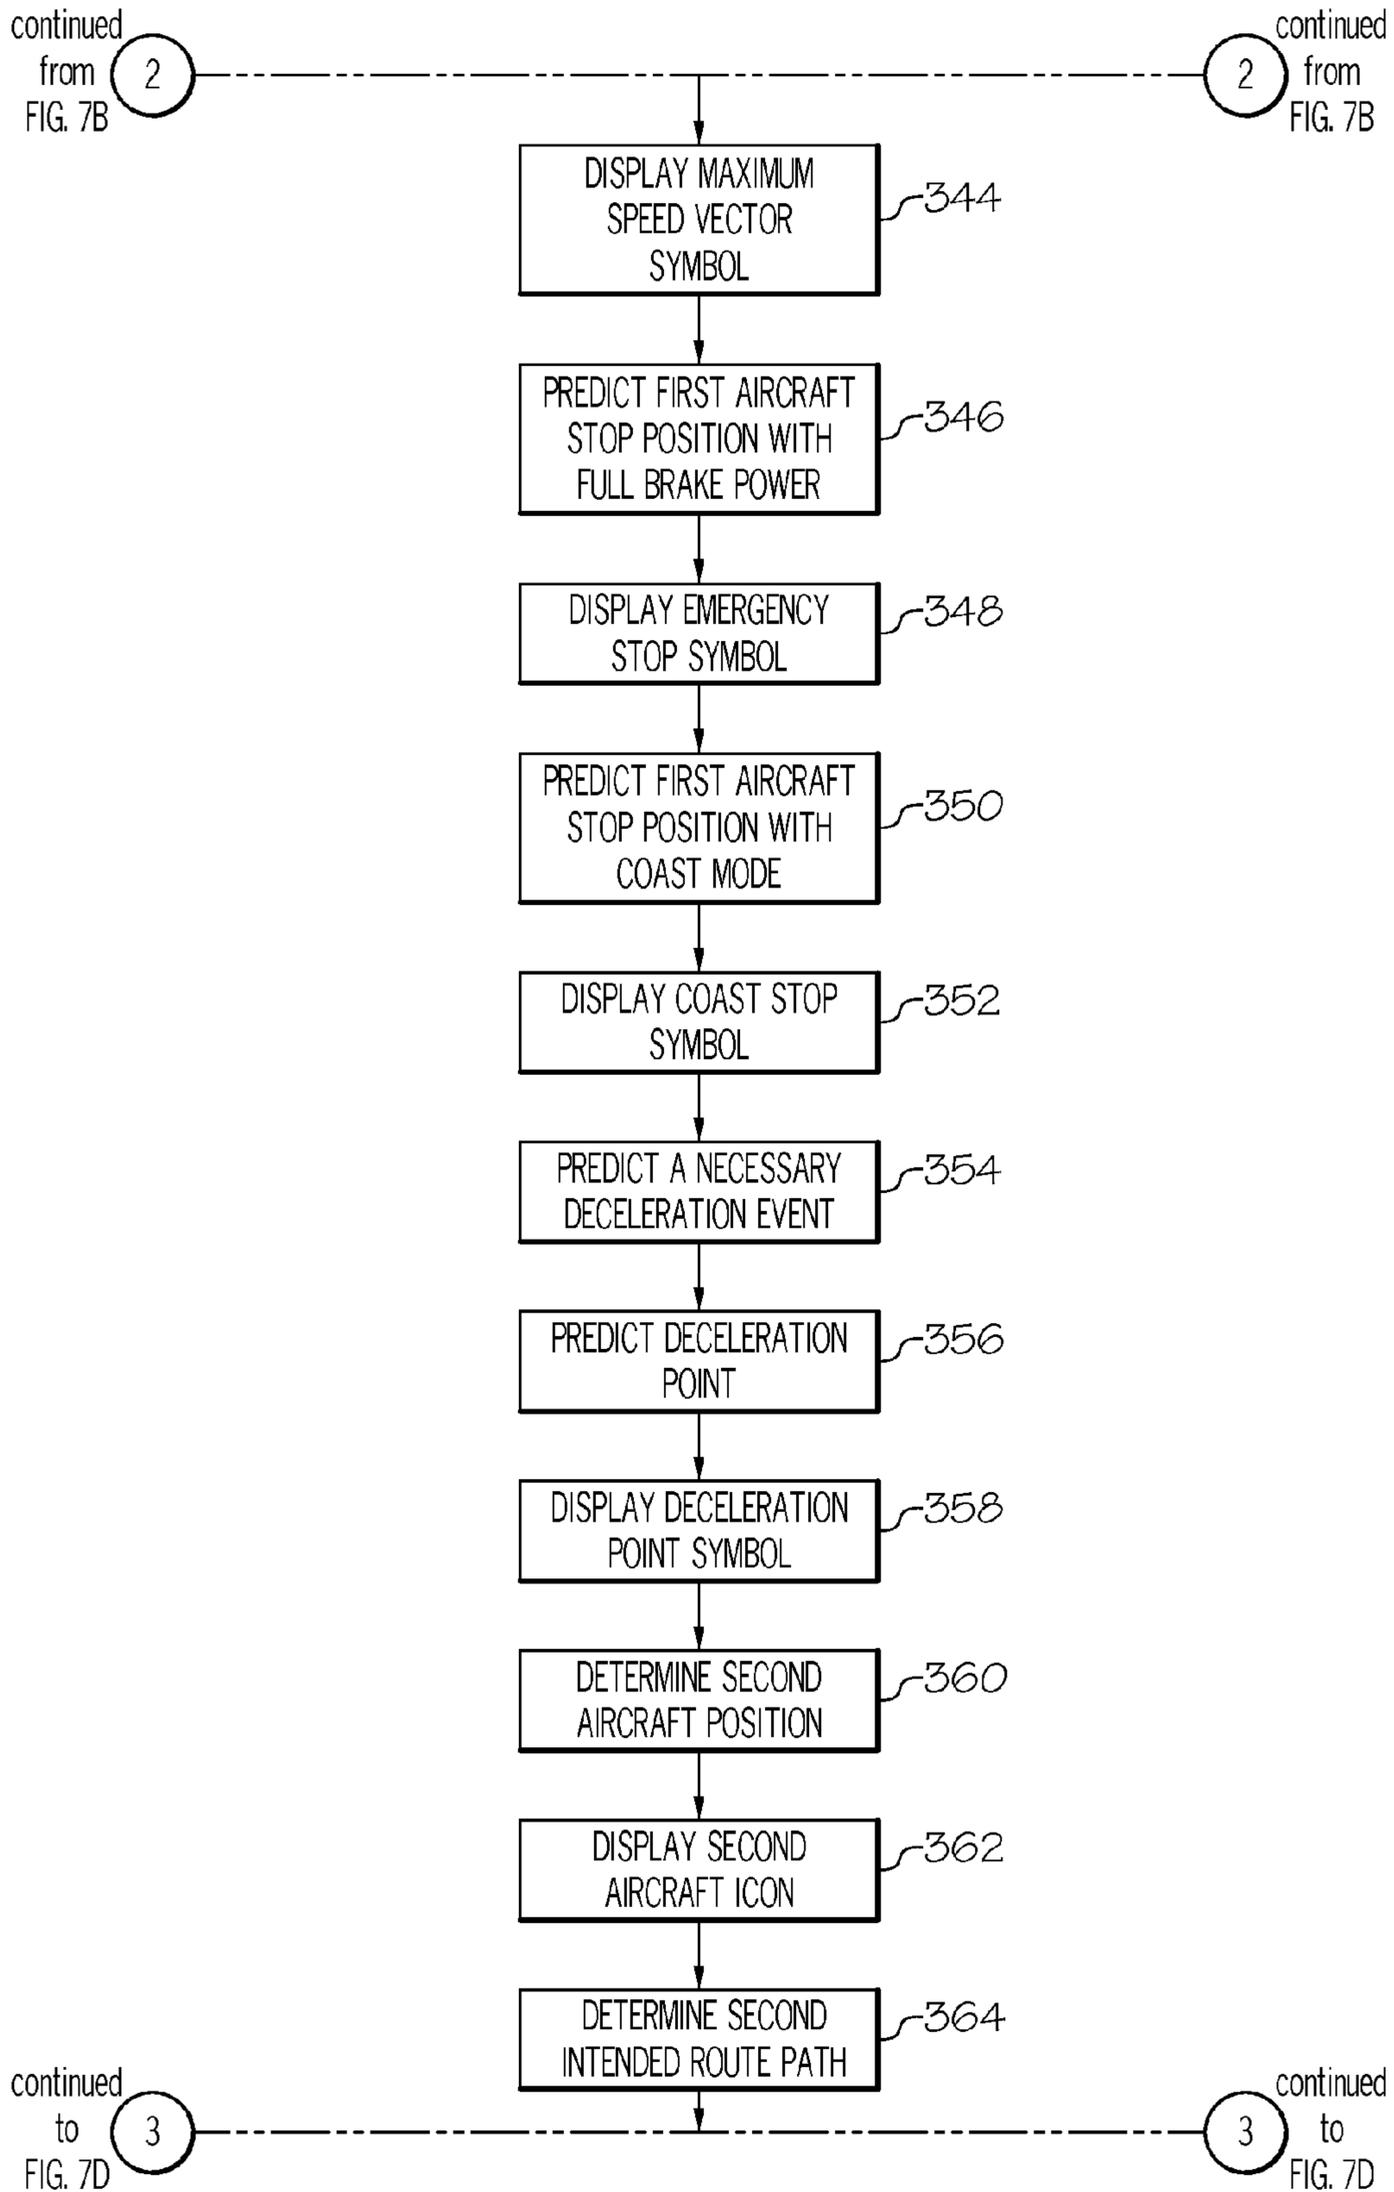 continued
from
FIG. 7B
2
2
continued
from
FIG. 7B
DISPLAY MAXIMUM
SPEED VECTOR
SYMBOL
344
PREDICT FIRST AIRCRAFT
STOP POSITION WITH
FULL BRAKE POWER
346
DISPLAY EMERGENCY
STOP SYMBOL
348
PREDICT FIRST AIRCRAFT
STOP POSITION WITH
COAST MODE
350
DISPLAY COAST STOP
SYMBOL
352
PREDICT A NECESSARY
DECELERATION EVENT
354
PREDICT DECELERATION
POINT
356
DISPLAY DECELERATION
POINT SYMBOL
358
DETERMINE SECOND
AIRCRAFT POSITION
360
DISPLAY SECOND
AIRCRAFT ICON
362
DETERMINE SECOND
INTENDED ROUTE PATH
364
continued
to
FIG. 7D
3
3
continued
to
FIG. 7D